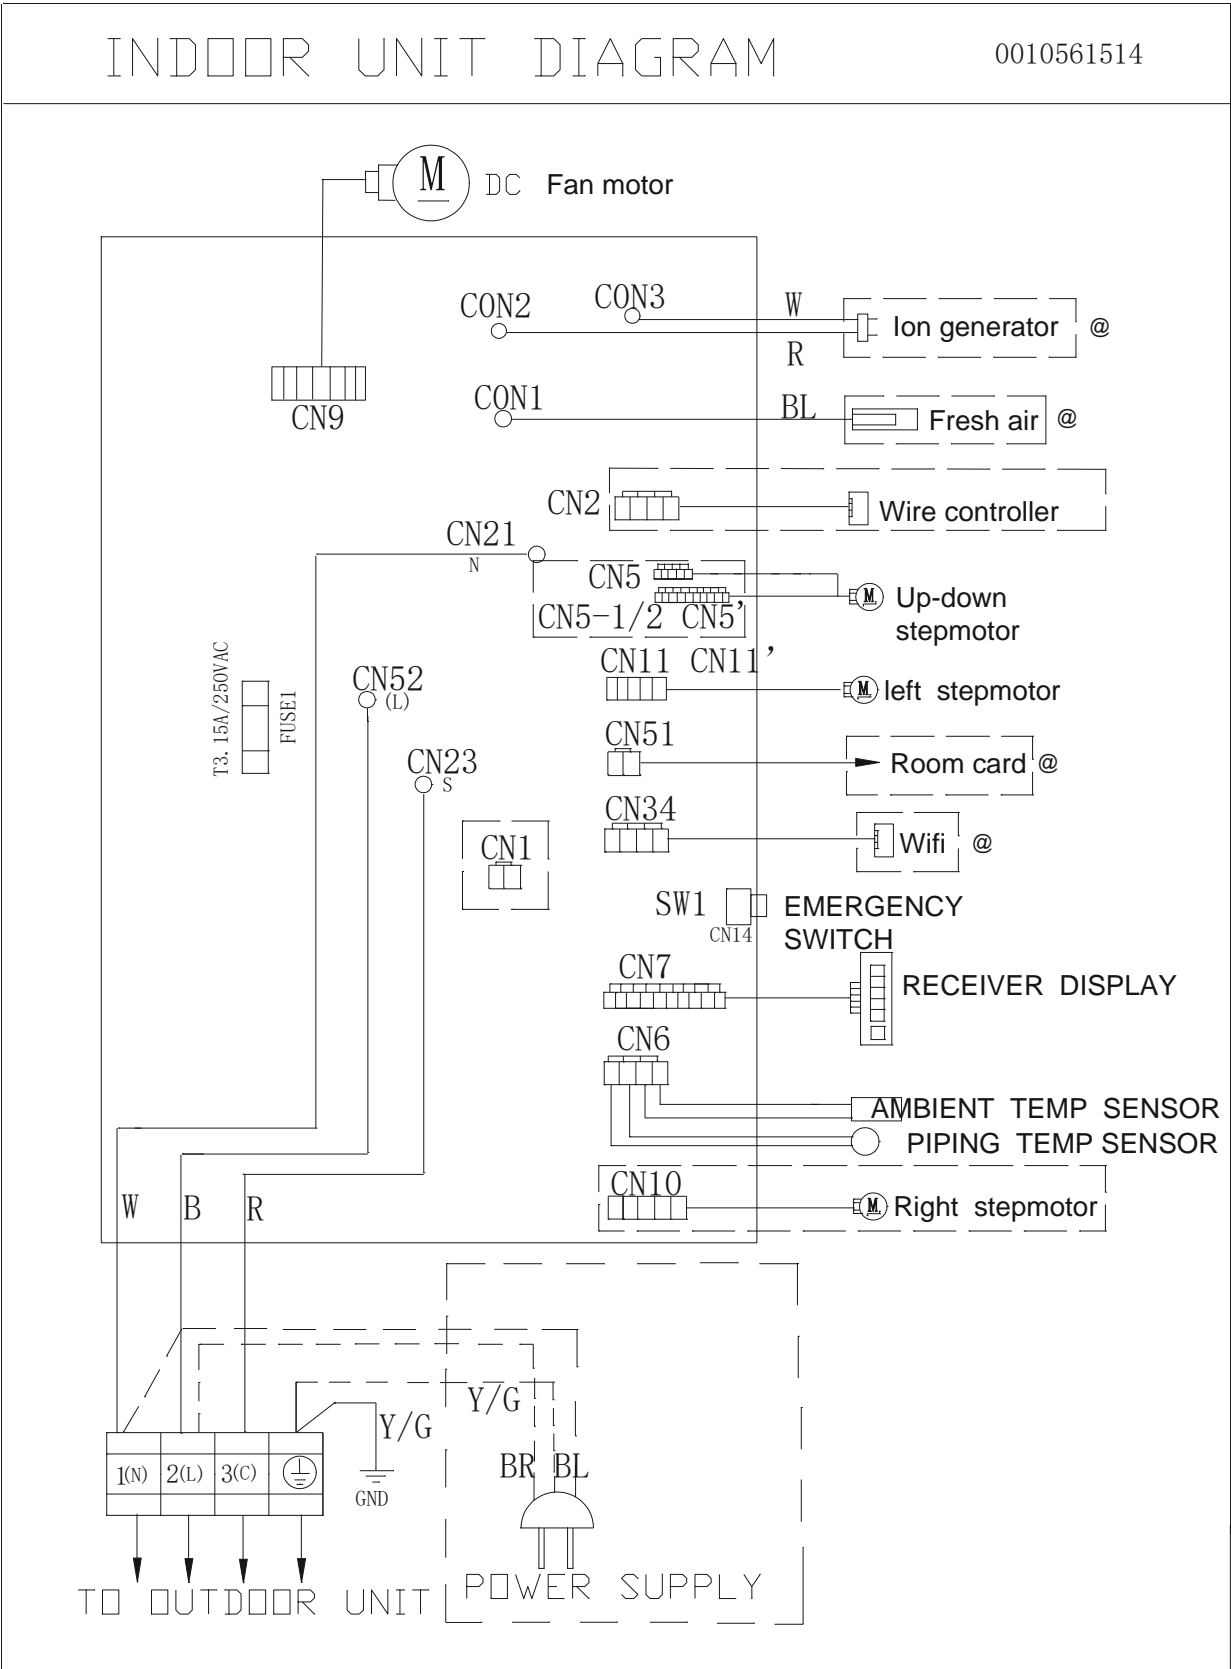 INDOOR UNIT DIAGRAM
0010561514
M
DC Fan motor
CON2
CON3
W
R
Ion generator @
CN9
CON1
BL
Fresh air @
CN2
Wire controller
CN21
N
CN5
CN5-1/2 CN5'
M
Up-down
stepmotor
CN11 CN11'
M
left stepmotor
T3.15A/250VAC
FUSE1
CN52
(L)
CN51
Room card @
CN23
S
CN34
Wifi @
CN1
SW1
CN14
EMERGENCY
SWITCH
CN7
RECEIVER DISPLAY
CN6
AMBIENT TEMP SENSOR
PIPING TEMP SENSOR
CN10
M
Right stepmotor
W
B
R
Y/G
Y/G
BR
BL
1(N)
2(L)
3(C)
GND
TO OUTDOOR UNIT
POWER SUPPLY